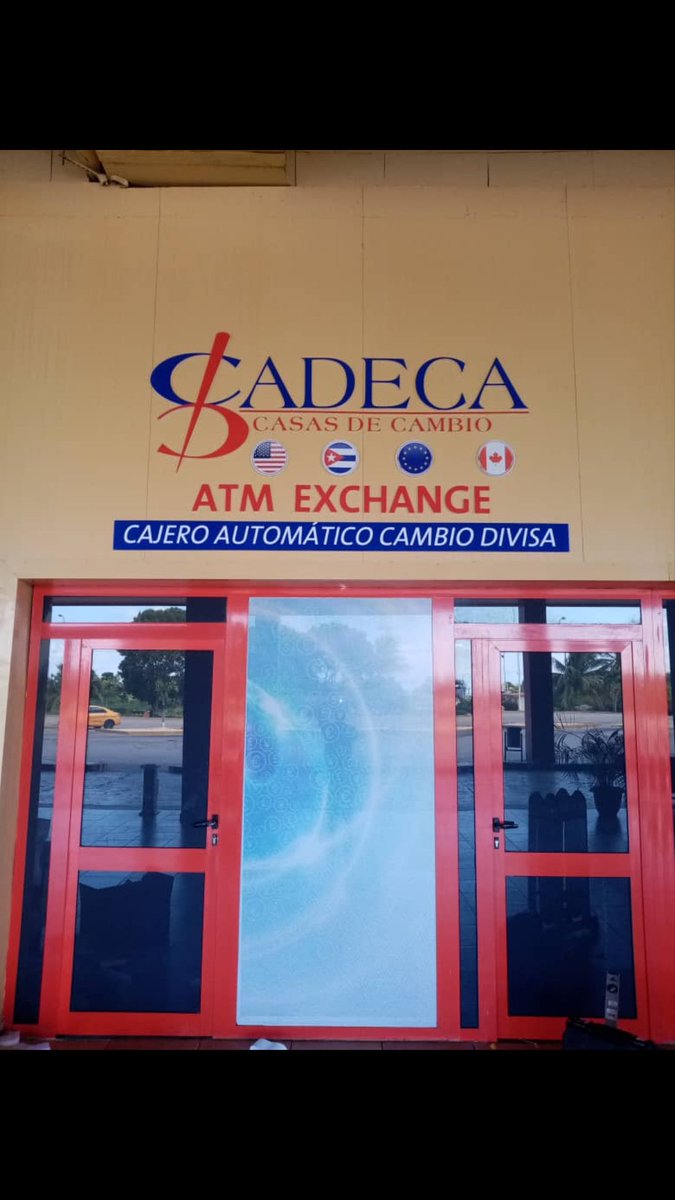 CADECA
CASAS DE CAMBIO
ATM EXCHANGE
CAJERO AUTOMÁTICO CAMBIO DIVISA